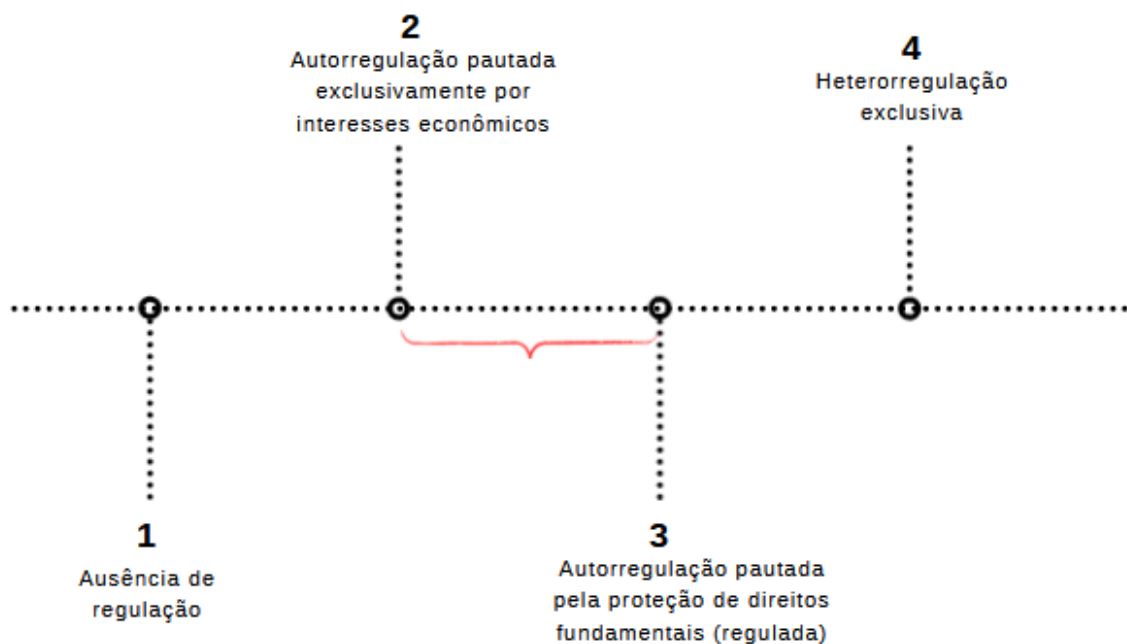 2
Autorregulação pautada
exclusivamente por
interesses econômicos
4
Heterorregulação
exclusiva
1
Ausência de
regulação
3
Autorregulação pautada
pela proteção de direitos
fundamentais (regulada)